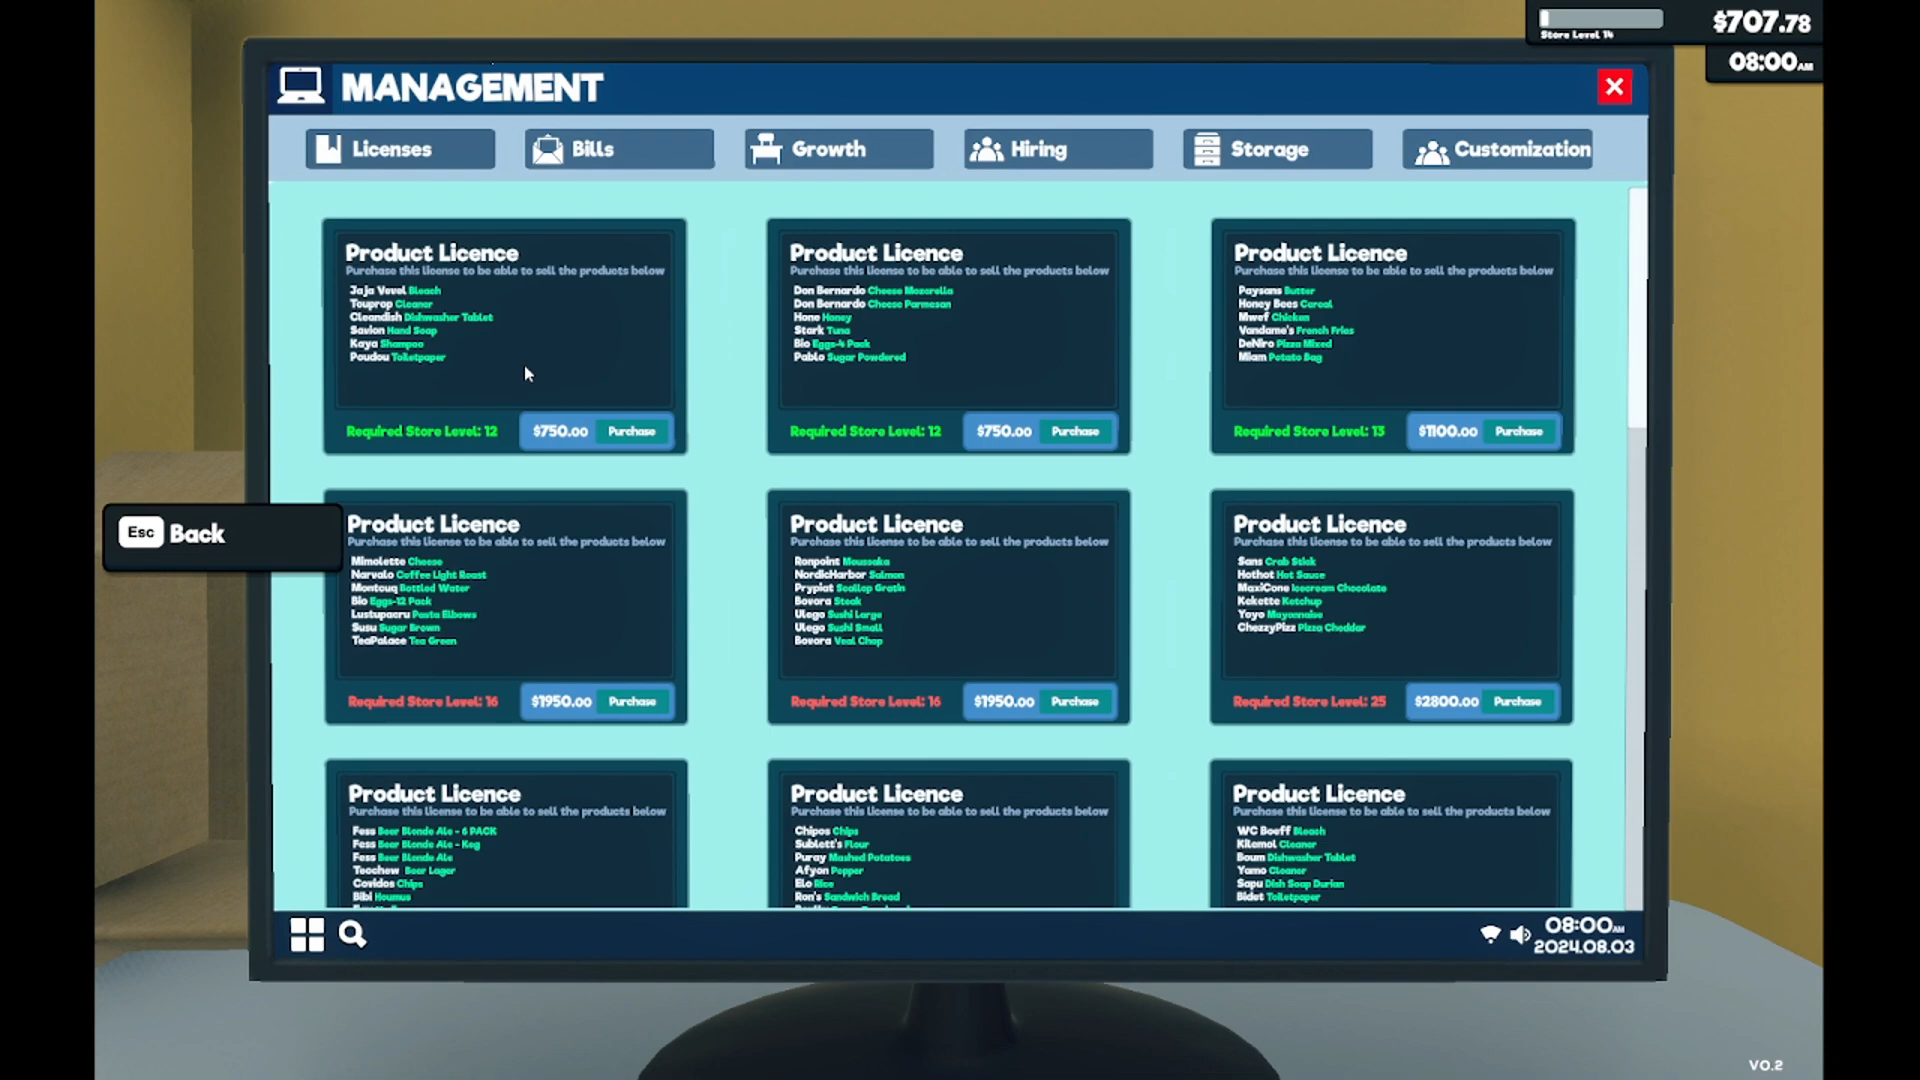 $707.78
Store Level 14
08:00AM
MANAGEMENT
Licenses
Bills
Growth
Hiring
Storage
Customization
Product Licence
Purchase this license to be able to sell the products below
JaJa Vevel Bleach
Touprop Cleaner
Cleandish Dishwasher Tablet
Savion Hand Soap
Kaya Shampoo
Poudou Toiletpaper
Required Store Level: 12
$750.00
Purchase
Product Licence
Purchase this license to be able to sell the products below
Don Bernardo Cheese Mozarella
Don Bernardo Cheese Parmesan
Hone Honey
Stark Tuna
Bio Eggs-4 Pack
Pablo Sugar Powdered
Required Store Level: 12
$750.00
Purchase
Product Licence
Purchase this license to be able to sell the products below
Paysans Butter
Honey Bees Cereal
Mwef Chicken
Vandame's French Fries
DeNiro Pizza Mixed
Miam Potato Bag
Required Store Level: 13
$1100.00
Purchase
Esc Back
Product Licence
Purchase this license to be able to sell the products below
Mimolette Cheese
Narvalo Coffee Light Roast
Montouq Bottled Water
Bio Eggs-12 Pack
Lustupacru Pasta Elbows
Susu Sugar Brown
TeaPalace Tea Green
Required Store Level: 16
$1950.00
Purchase
Product Licence
Purchase this license to be able to sell the products below
Ronpoint Moussaka
NordicHarbor Salmon
Prypiat Scallop Gratin
Bovora Steak
Ulego Sushi Large
Ulego Sushi Small
Bovora Veal Chop
Required Store Level: 16
$1950.00
Purchase
Product Licence
Purchase this license to be able to sell the products below
Sans Crab Stick
Hothot Hot Sauce
MaxiCone Icecream Chocolate
Kekette Ketchup
Yoyo Mayonnaise
ChezzyPizz Pizza Cheddar
Required Store Level: 25
$2800.00
Purchase
Product Licence
Purchase this license to be able to sell the products below
Fess Beer Blonde Ale - 6 PACK
Fess Beer Blonde Ale - Keg
Fess Beer Blonde Ale
Teechew Beer Lager
Covidos Chips
Bibi Houmus
Product Licence
Purchase this license to be able to sell the products below
Chipos Chips
Sublett's Flour
Puray Mashed Potatoes
Afyon Pepper
Elo Rice
Ron's Sandwich Bread
Product Licence
Purchase this license to be able to sell the products below
WC Boeff Bleach
Kilemol Cleaner
Boum Dishwasher Tablet
Yamo Cleaner
Sapu Dish Soap Durian
Bidet Toiletpaper
08:00AM
2024.08.03
V0.2